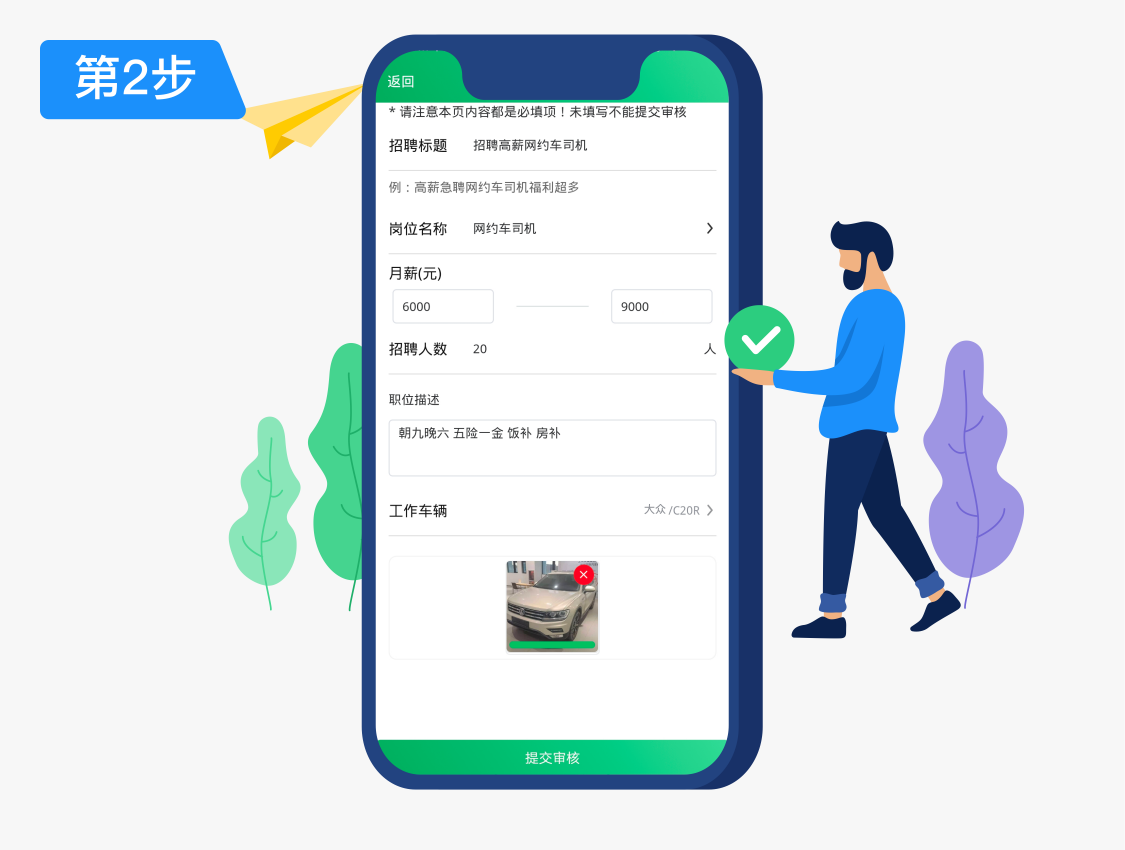 第2步
返回
* 请注意本页内容都是必填项！未填写不能提交审核
招聘标题 招聘高薪网约车司机
例：高薪急聘网约车司机福利超多
岗位名称 网约车司机
月薪(元)
6000 9000
招聘人数 20 人
职位描述
朝九晚六 五险一金 饭补 房补
工作车辆 大众 /C20R
提交审核